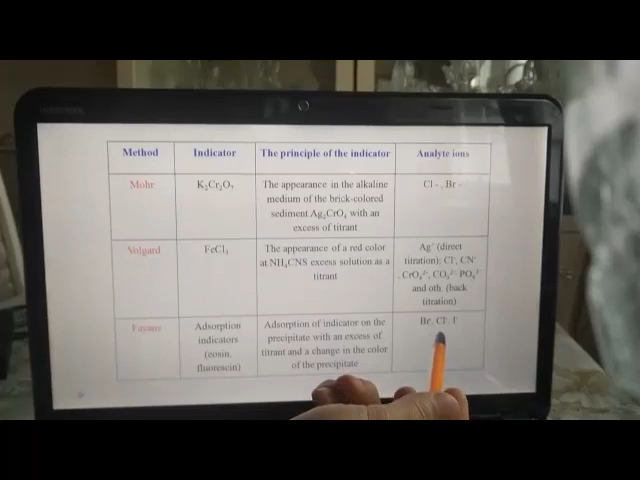 Method Indicator The principle of the indicator Analyte ions
Mohr K₂Cr₂O₇ The appearance in the alkaline Cl - , Br -
medium of the brick-colored
sediment Ag₂CrO₄ with an
excess of titrant
Volgard FeCl₃ The appearance of a red color Ag⁺ (direct
at NH₄CNS excess solution as a titration); Cl⁻, CN⁻
titrant , CrO₄²⁻, CO₃²⁻ PO₄³⁻
and oth. (back
titration)
Fayans Adsorption Adsorption of indicator on the Br⁻, Cl⁻, I⁻
indicators precipitate with an excess of
(eosin, titrant and a change in the color
fluorescin) of the precipitate